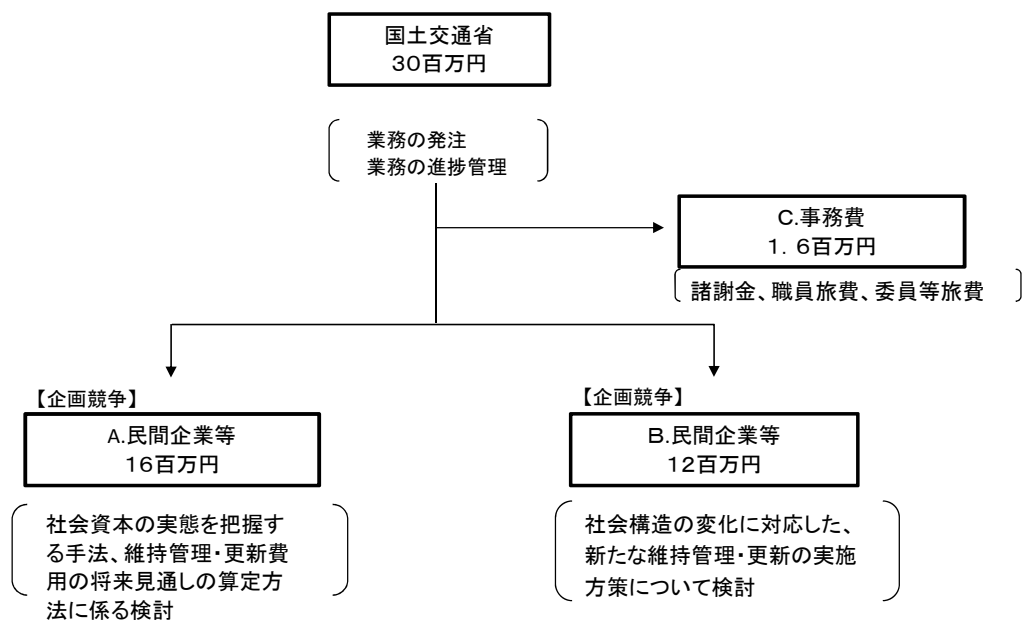 国土交通省
30百万円
業務の発注
業務の進捗管理
C.事務費
1．6百万円
諸謝金、職員旅費、委員等旅費
【企画競争】
A.民間企業等
16百万円
社会資本の実態を把握す
る手法、維持管理・更新費
用の将来見通しの算定方
法に係る検討
【企画競争】
B.民間企業等
12百万円
社会構造の変化に対応した、
新たな維持管理・更新の実施
方策について検討